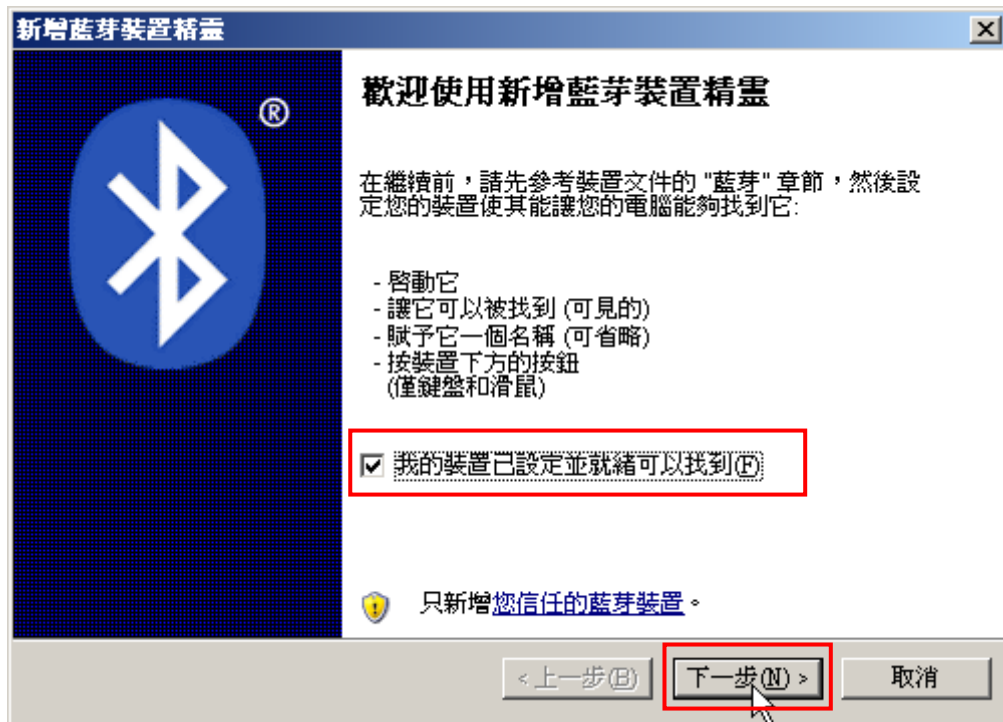 新增藍芽裝置精靈
®
歡迎使用新增藍芽裝置精靈
在繼續前，請先參考裝置文件的 "藍芽" 章節，然後設
定您的裝置使其能讓您的電腦能夠找到它:
- 啓動它
- 讓它可以被找到 (可見的)
- 賦予它一個名稱 (可省略)
- 按裝置下方的按鈕
(僅鍵盤和滑鼠)
我的裝置已設定並就緒可以找到(F)
只新增您信任的藍芽裝置。
<上一步(B) 下一步(N) > 取消